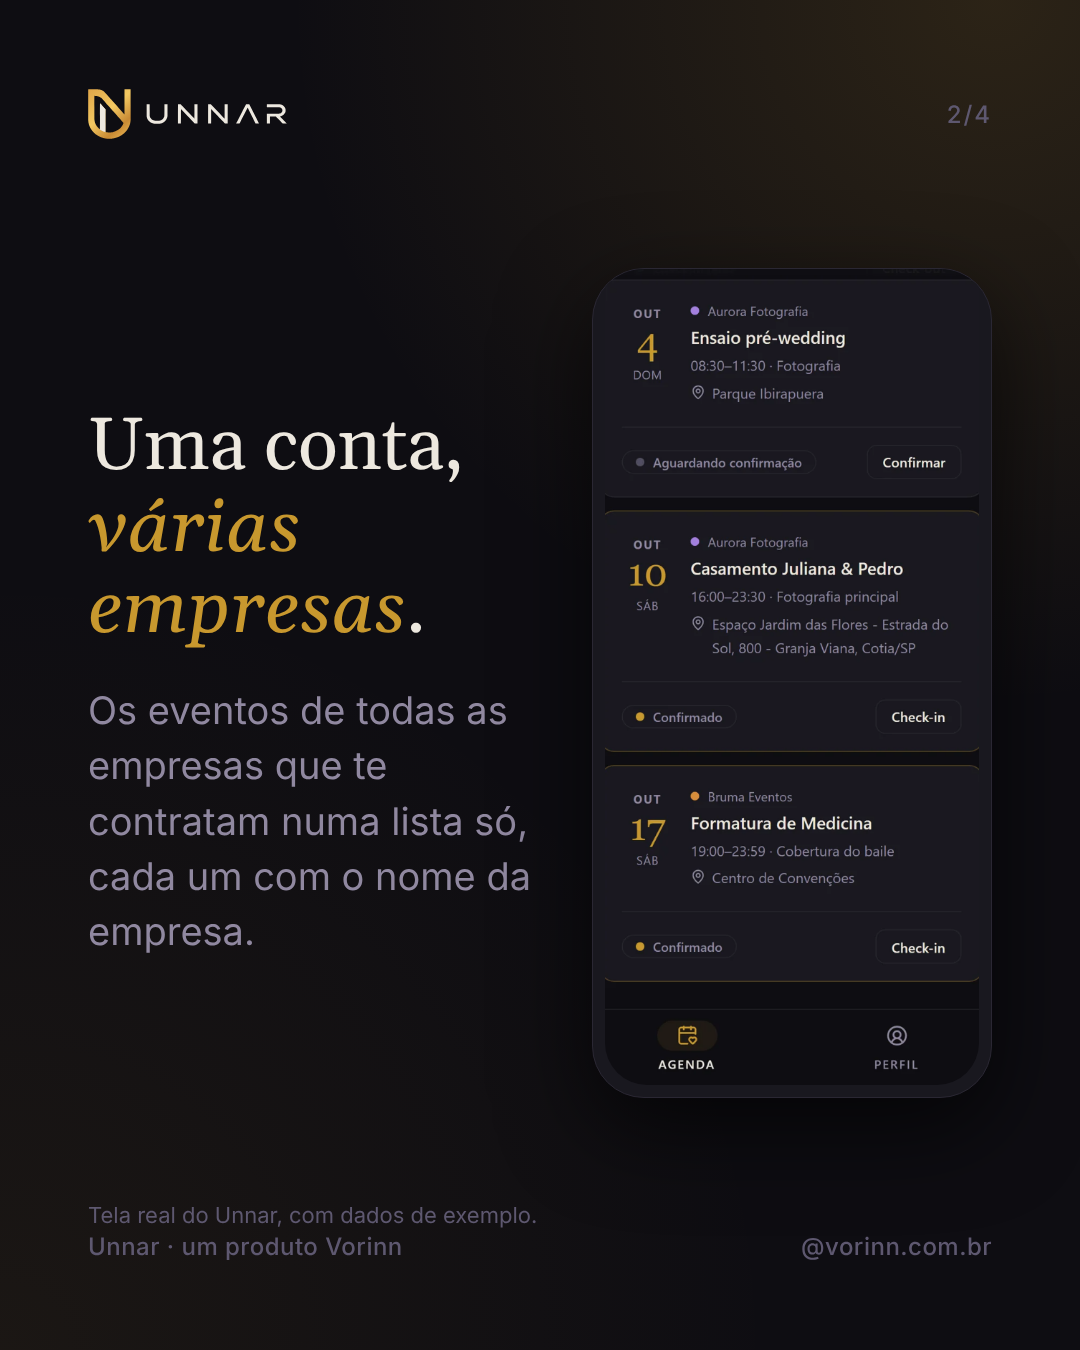 UNNAR
2/4
Uma conta,
várias
empresas.
Os eventos de todas as
empresas que te
contratam numa lista só,
cada um com o nome da
empresa.
OUT
4
DOM
Aurora Fotografia
Ensaio pré-wedding
08:30–11:30 · Fotografia
Parque Ibirapuera
Aguardando confirmação
Confirmar
OUT
10
SÁB
Aurora Fotografia
Casamento Juliana & Pedro
16:00–23:30 · Fotografia principal
Espaço Jardim das Flores - Estrada do
Sol, 800 - Granja Viana, Cotia/SP
Confirmado
Check-in
OUT
17
SÁB
Bruma Eventos
Formatura de Medicina
19:00–23:59 · Cobertura do baile
Centro de Convenções
Confirmado
Check-in
AGENDA
PERFIL
Tela real do Unnar, com dados de exemplo.
Unnar · um produto Vorinn
@vorinn.com.br